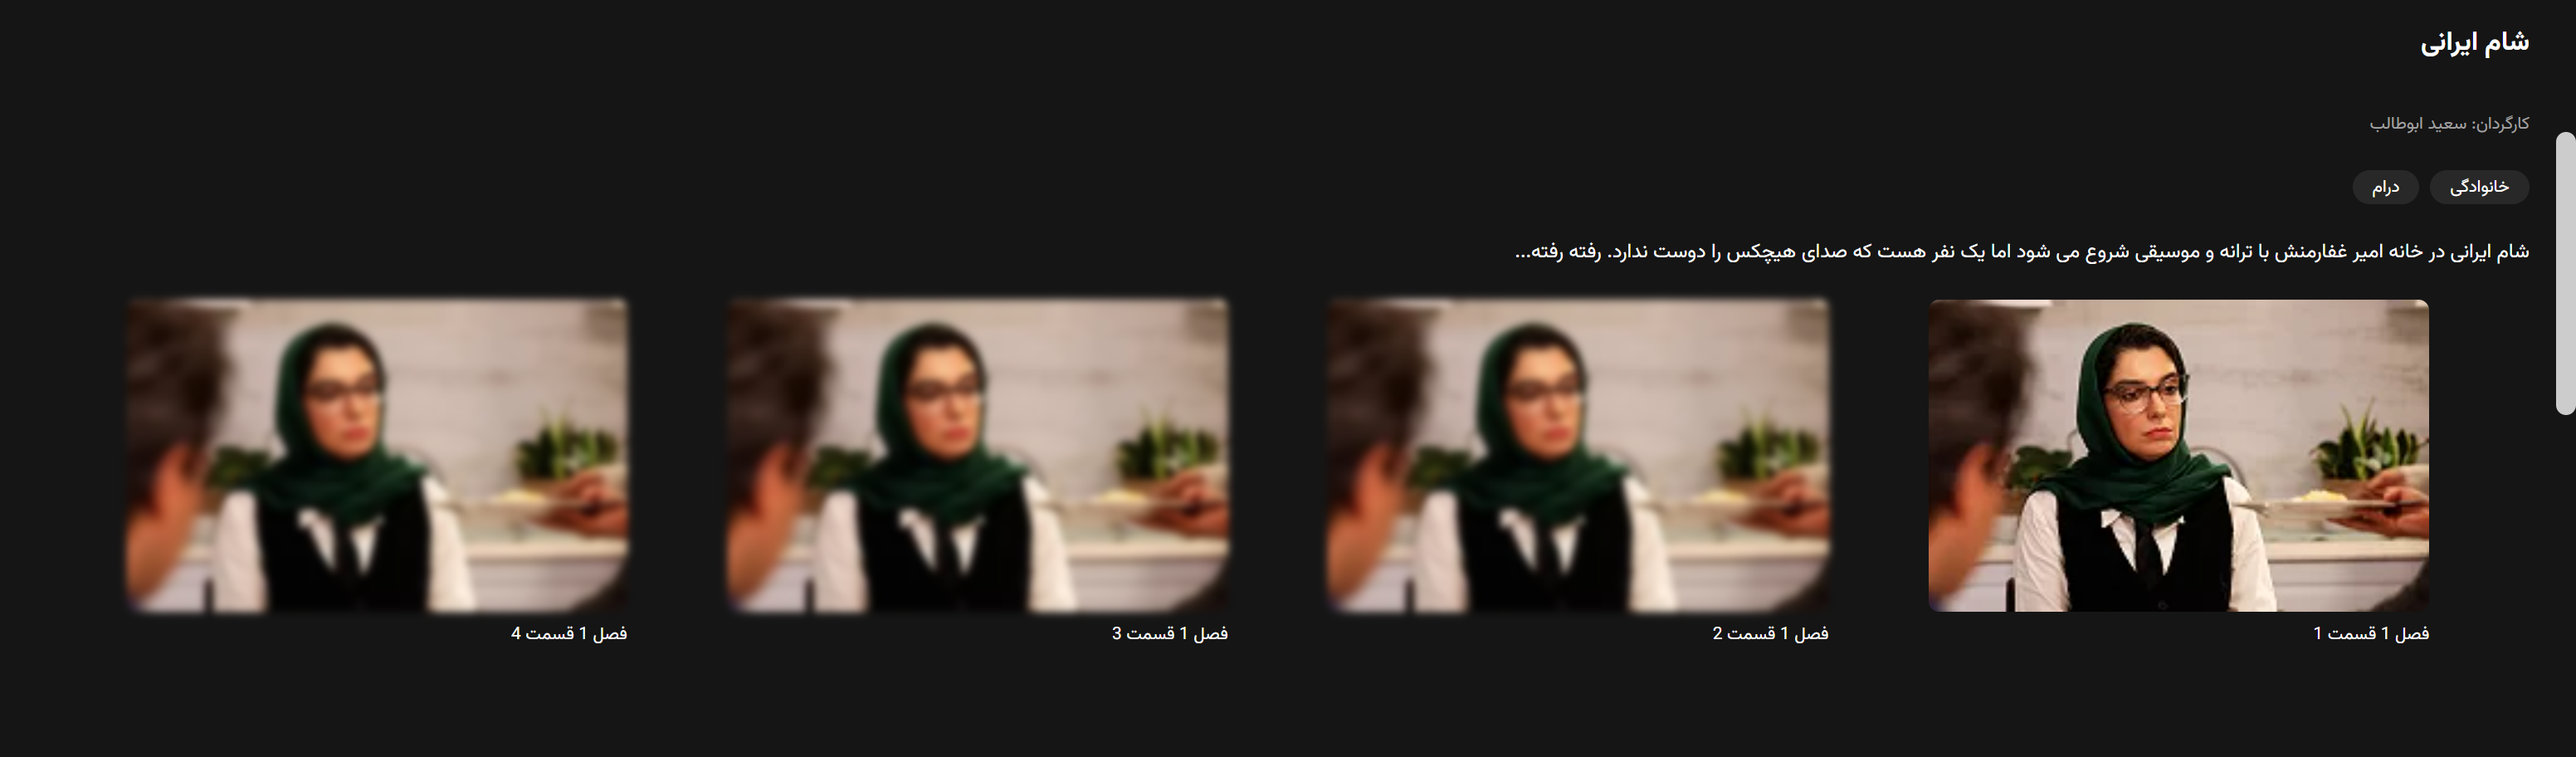 شام ایرانی
کارگردان: سعید ابوطالب
خانوادگی درام
شام ایرانی در خانه امیر غفارمنش با ترانه و موسیقی شروع می شود اما یک نفر هست که صدای هیچکس را دوست ندارد. رفته رفته...
فصل 1 قسمت 1
فصل 1 قسمت 2
فصل 1 قسمت 3
فصل 1 قسمت 4